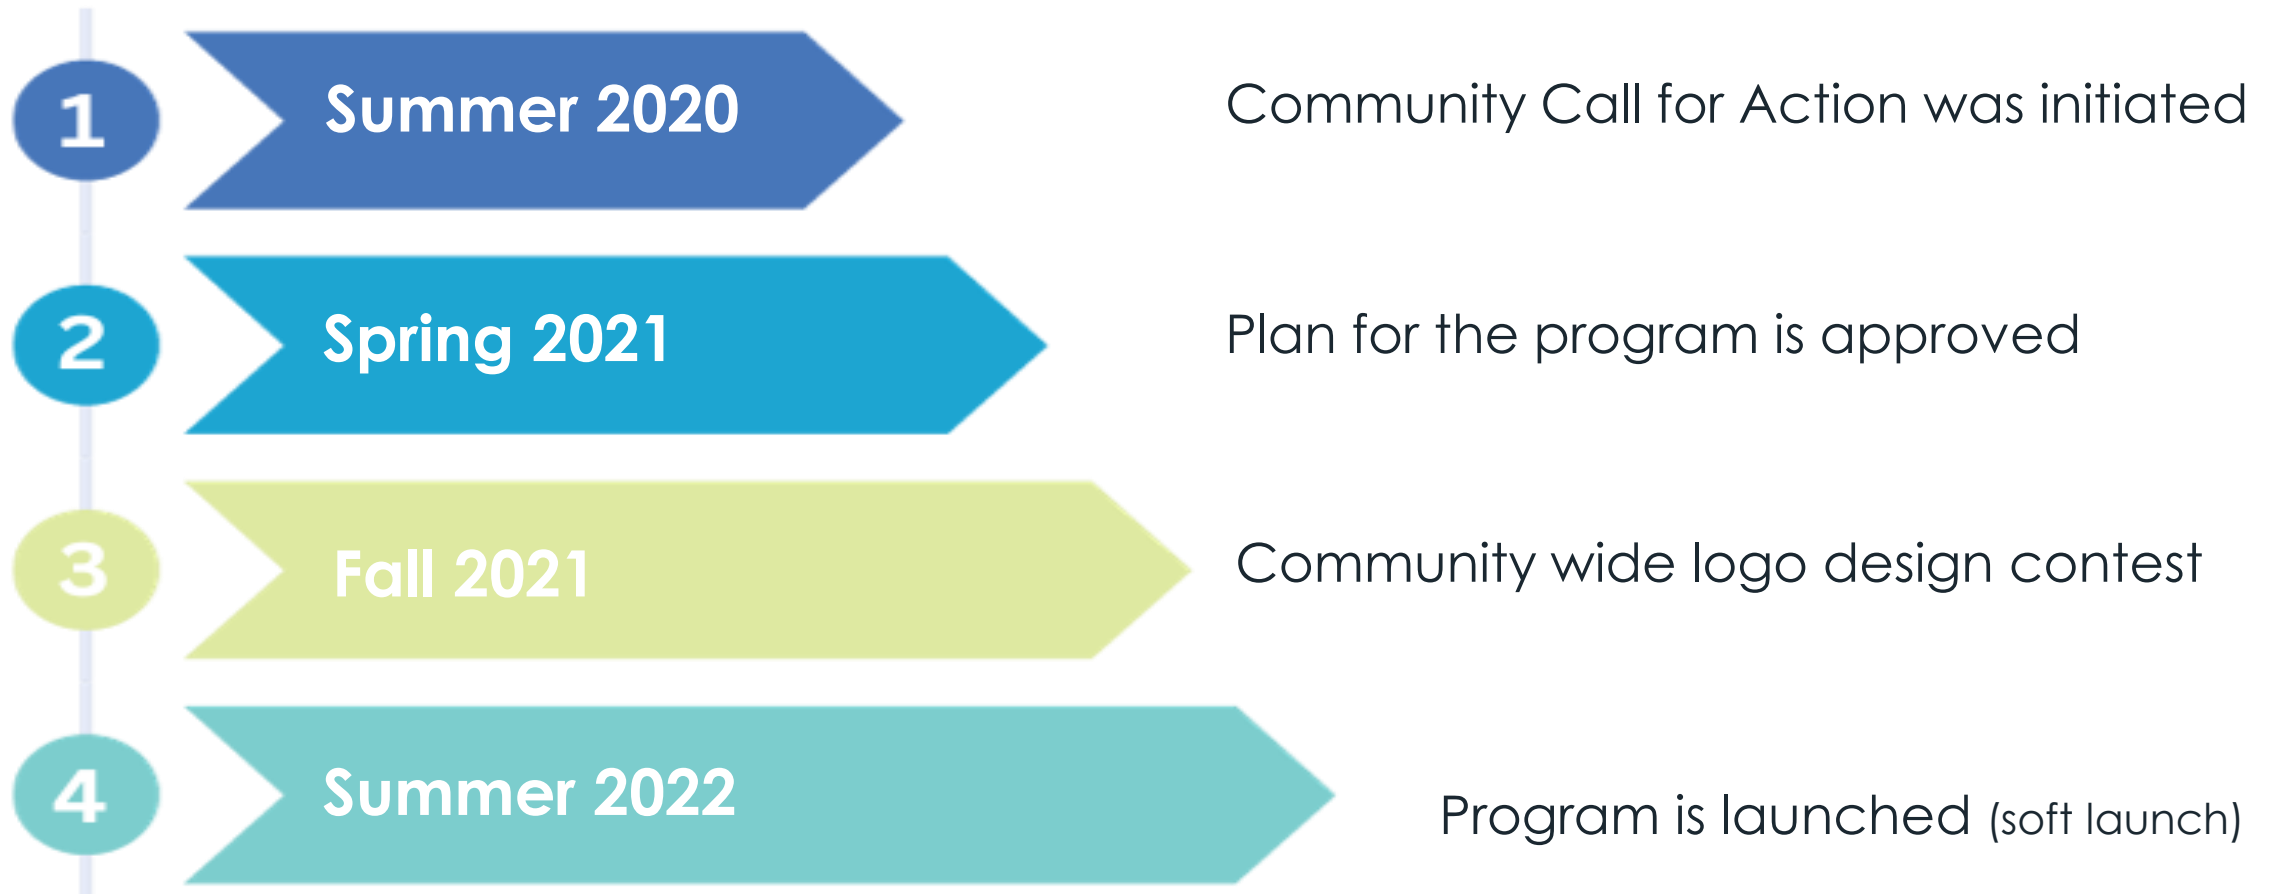 1
Summer 2020
Community Call for Action was initiated
2
Spring 2021
Plan for the program is approved
3
Fall 2021
Community wide logo design contest
4
Summer 2022
Program is launched (soft launch)